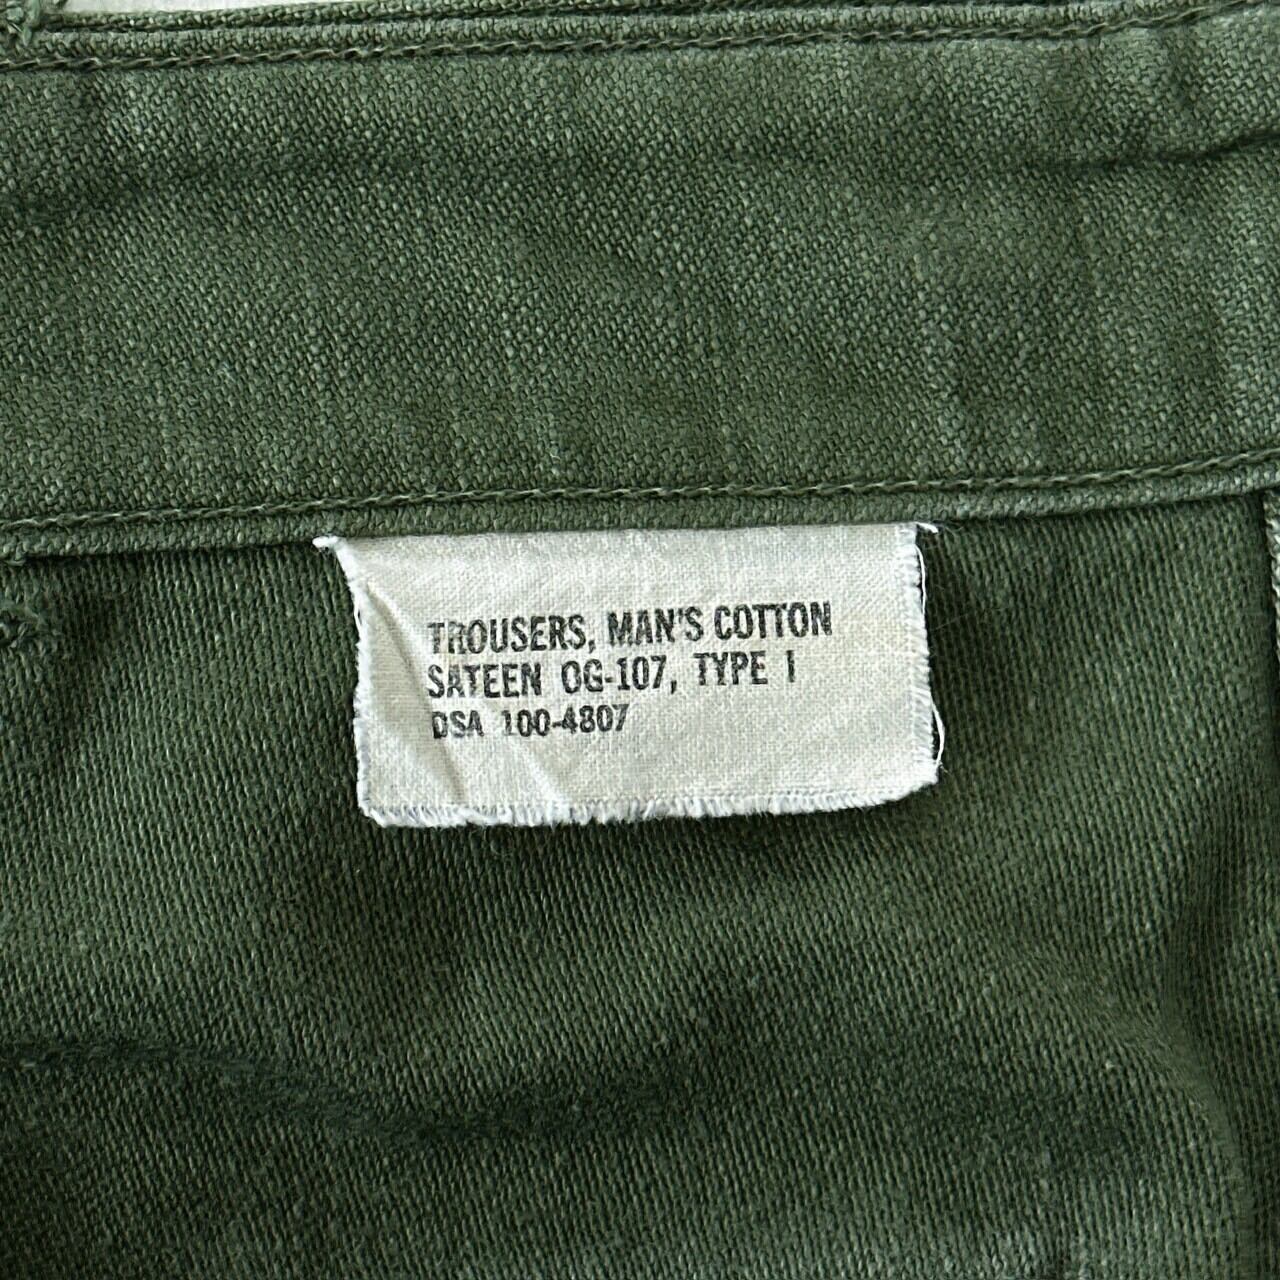 TROUSERS, MAN'S COTTON
SATEEN OG-107, TYPE I
DSA 100-4807